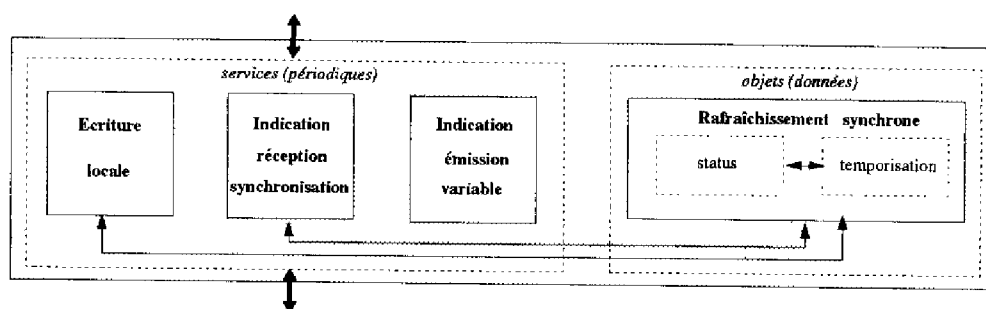 services (périodiques)
objets (données)
Ecriture
locale
Indication
réception
synchronisation
Indication
émission
variable
Rafraîchissement synchrone
status
temporisation